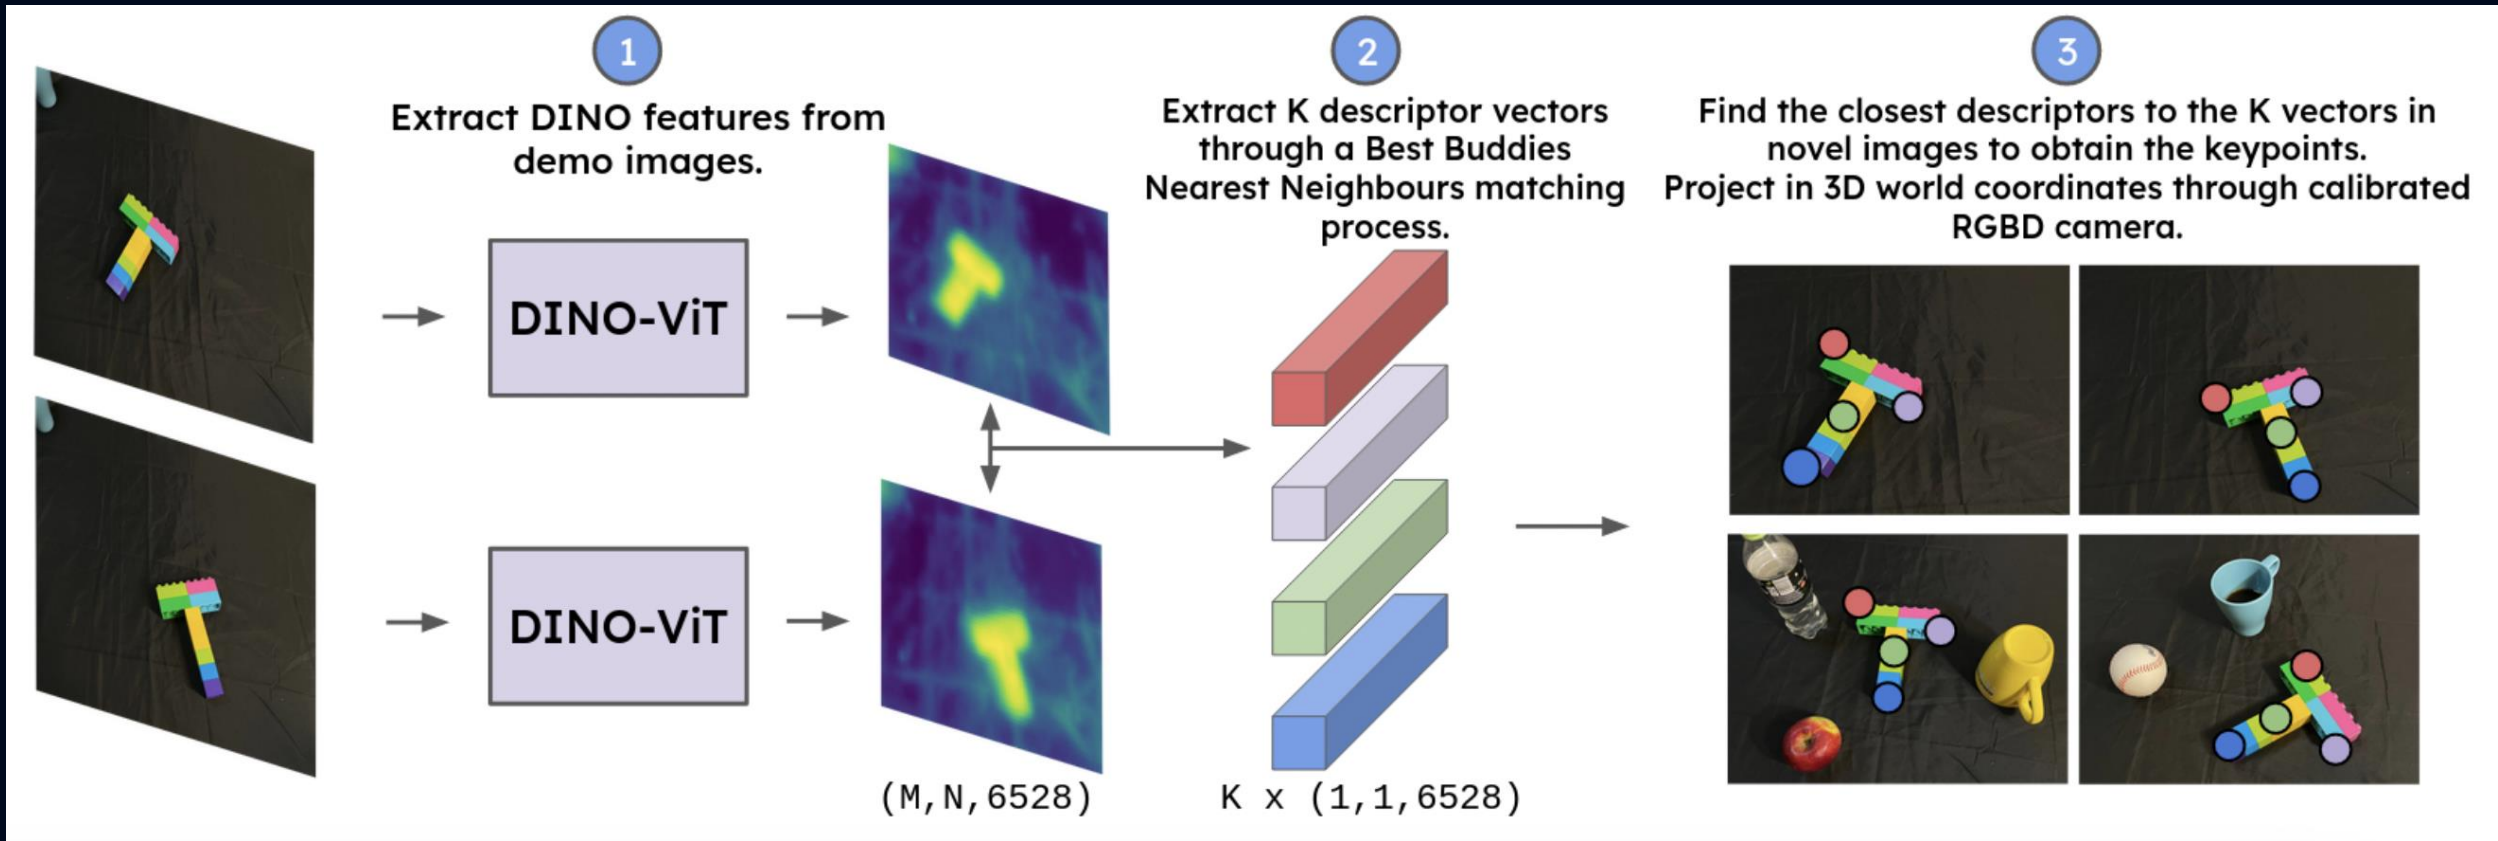 1
Extract DINO features from
demo images.
DINO-ViT
DINO-ViT
(M,N,6528)
2
Extract K descriptor vectors
through a Best Buddies
Nearest Neighbours matching
process.
K x (1,1,6528)
3
Find the closest descriptors to the K vectors in
novel images to obtain the keypoints.
Project in 3D world coordinates through calibrated
RGBD camera.